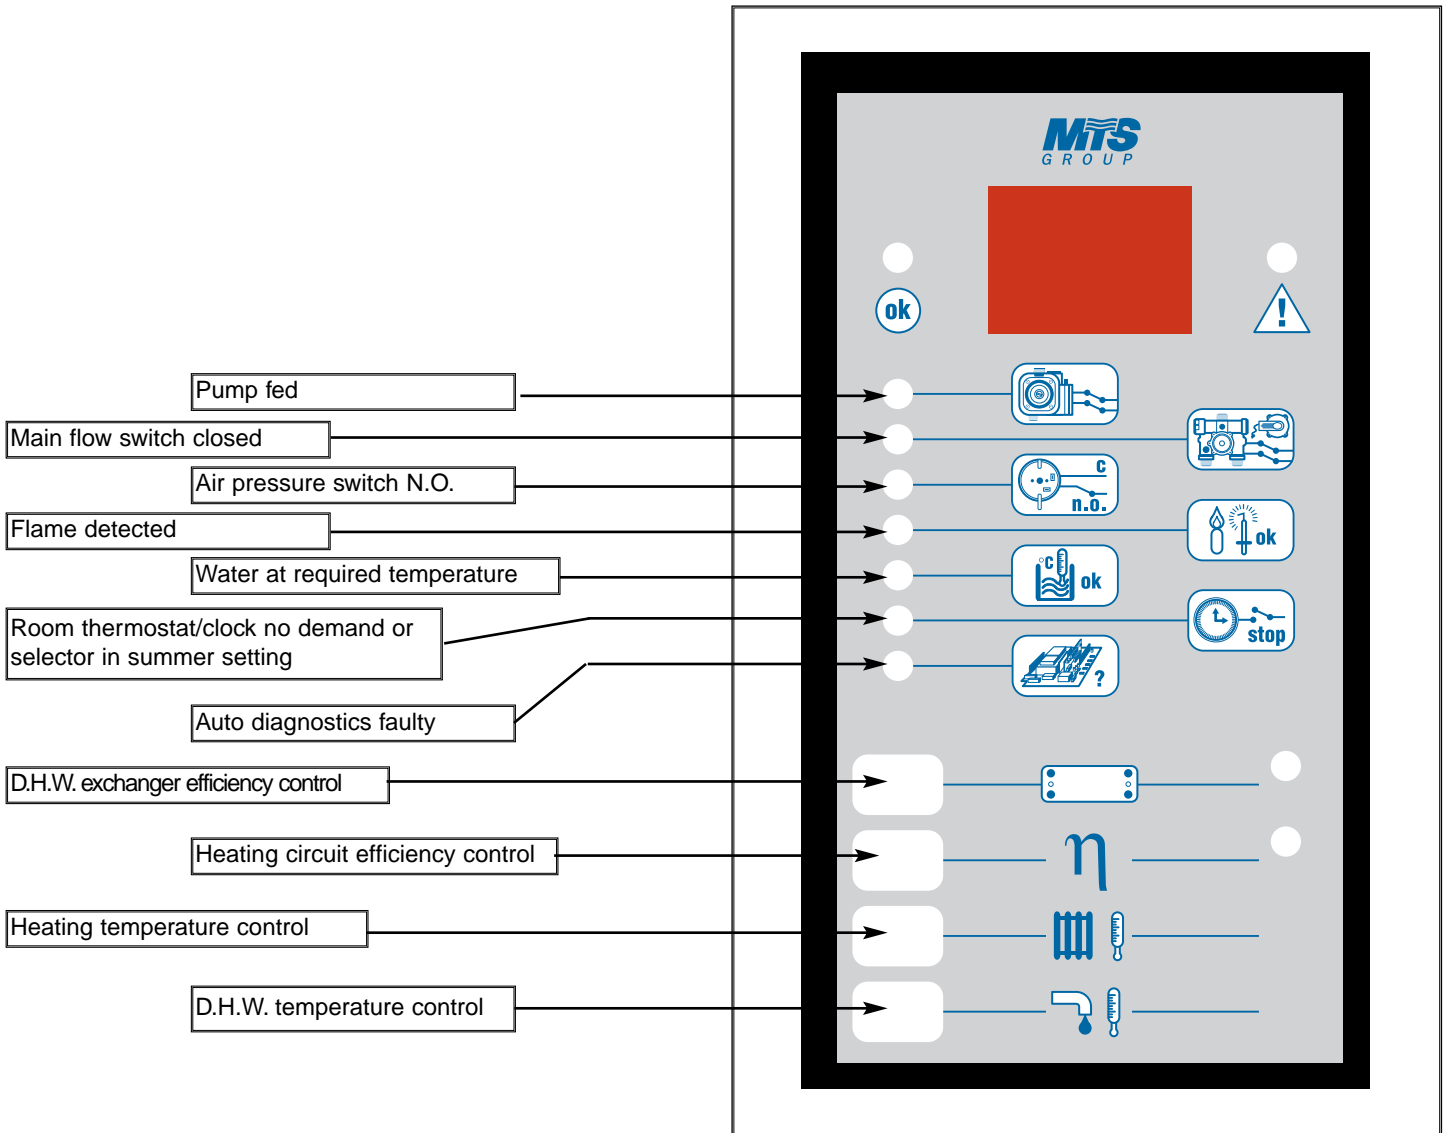 MTS
GROUP
ok
!
Pump fed
Main flow switch closed
C
Air pressure switch N.O.
n.o.
Flame detected
ok
Water at required temperature
°C
ok
Room thermostat/clock no demand or
selector in summer setting
stop
?
Auto diagnostics faulty
D.H.W. exchanger efficiency control
Heating circuit efficiency control
η
Heating temperature control
D.H.W. temperature control